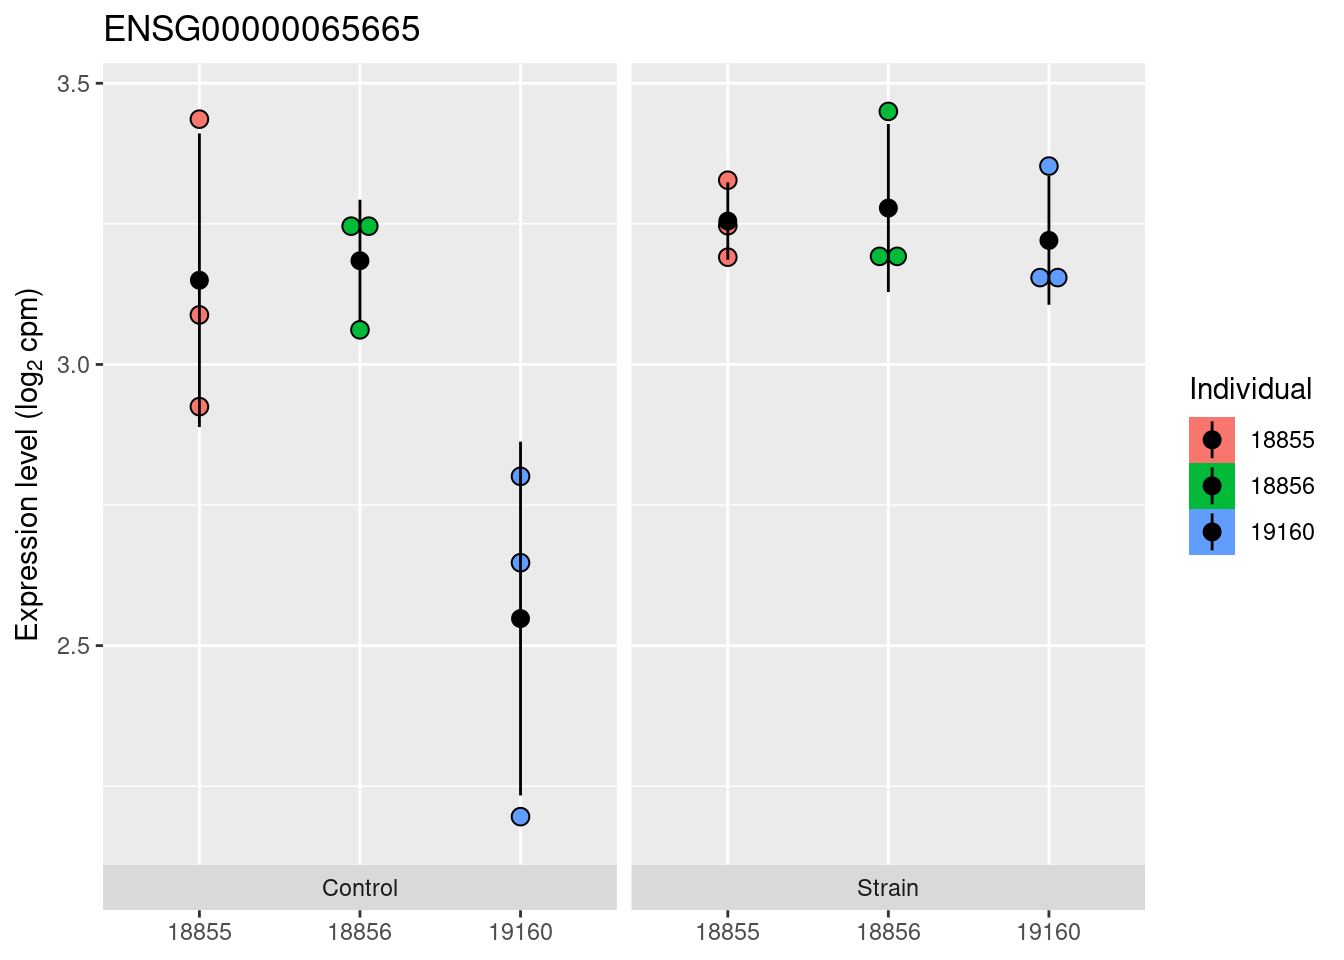 ENSG00000065665
Expression level (log₂ cpm)
3.5
3.0
2.5
Control
Strain
18855
18856
19160
18855
18856
19160
Individual
18855
18856
19160